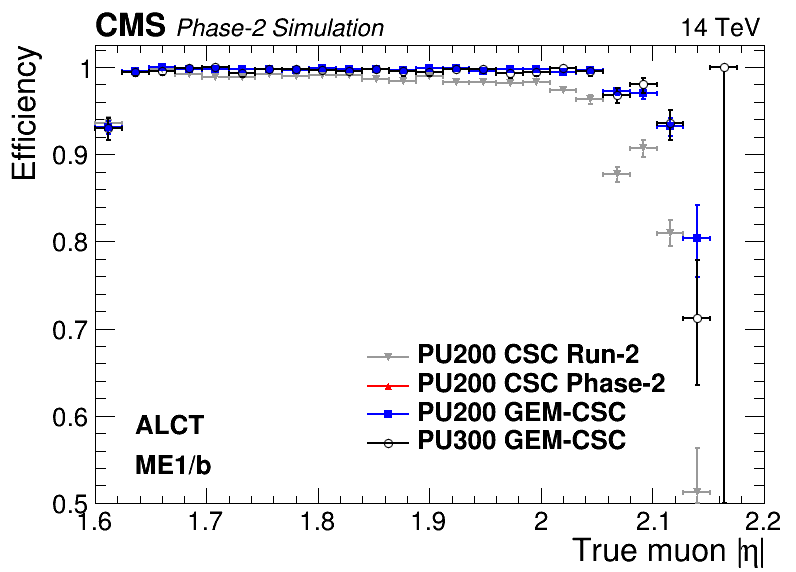 CMS Phase-2 Simulation 14 TeV
Efficiency
1
0.9
0.8
0.7
0.6
0.5
PU200 CSC Run-2
PU200 CSC Phase-2
PU200 GEM-CSC
PU300 GEM-CSC
ALCT
ME1/b
1.6 1.7 1.8 1.9 2 2.1 2.2
True muon |η|